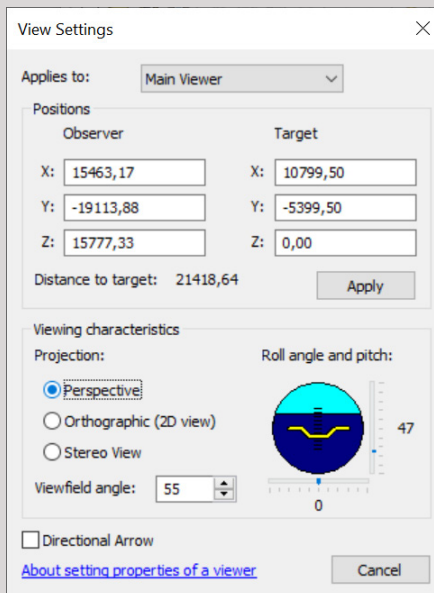 View Settings
Applies to: Main Viewer
Positions
Observer Target
X: 15463,17 X: 10799,50
Y: -19113,88 Y: -5399,50
Z: 15777,33 Z: 0,00
Distance to target: 21418,64 Apply
Viewing characteristics
Projection: Roll angle and pitch:
Perspective
Orthographic (2D view)
47
Stereo View
Viewfield angle: 55
0
Directional Arrow
About setting properties of a viewer Cancel